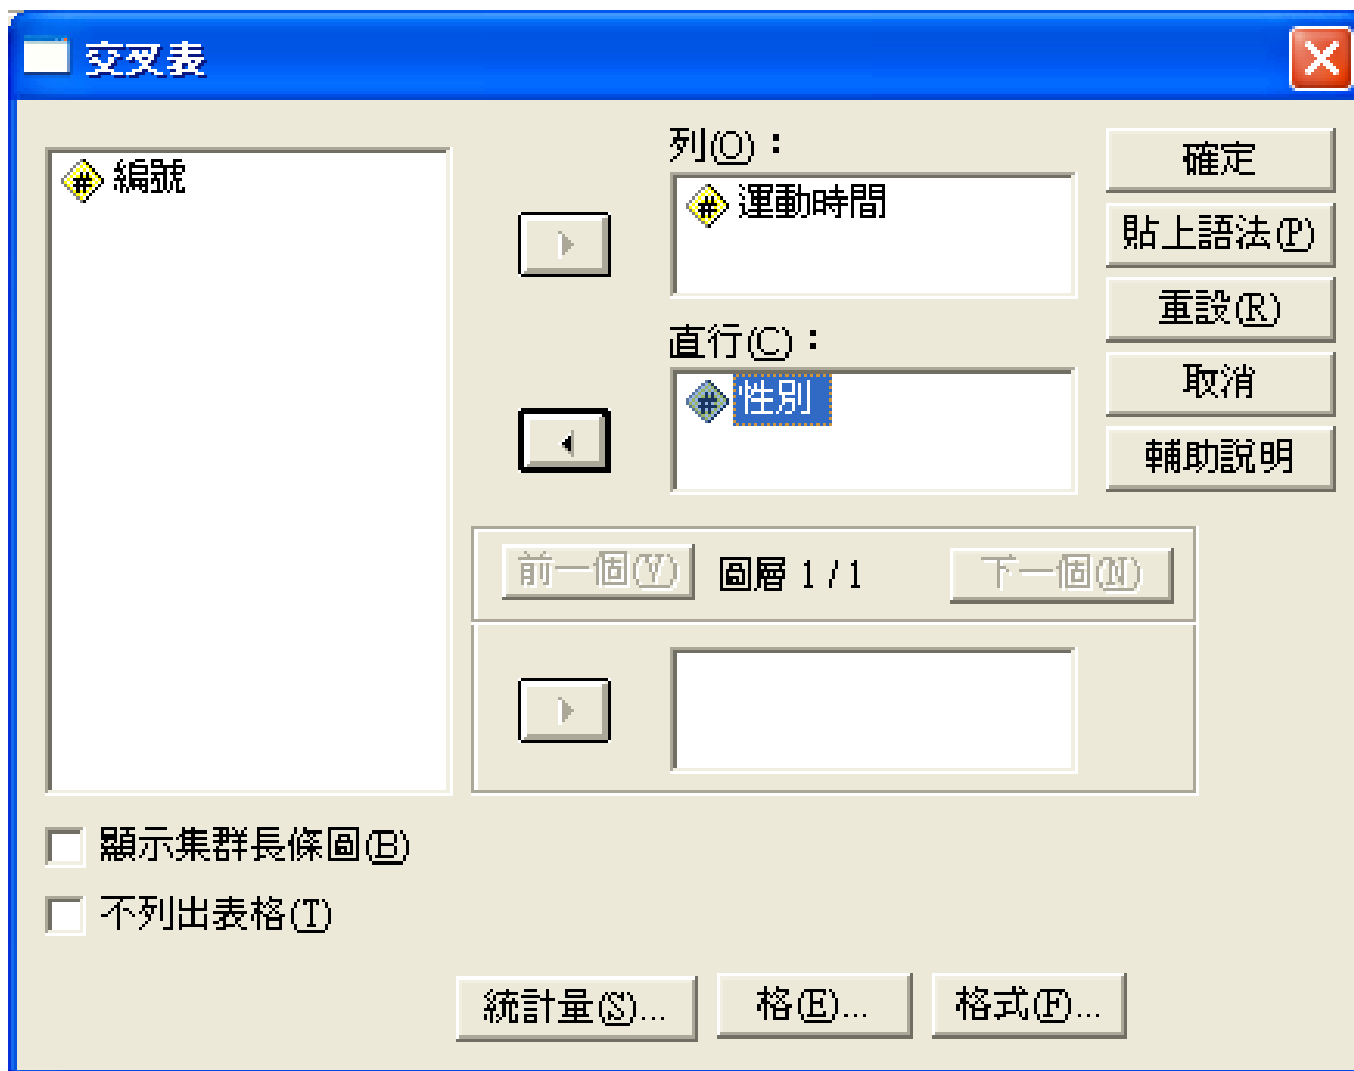 交叉表
編號
列(O)：
運動時間
直行(C)：
性別
確定
貼上語法(P)
重設(R)
取消
輔助說明
前一個(V) 圖層 1 / 1 下一個(N)
顯示集群長條圖(B)
不列出表格(T)
統計量(S)... 格(E)... 格式(F)...